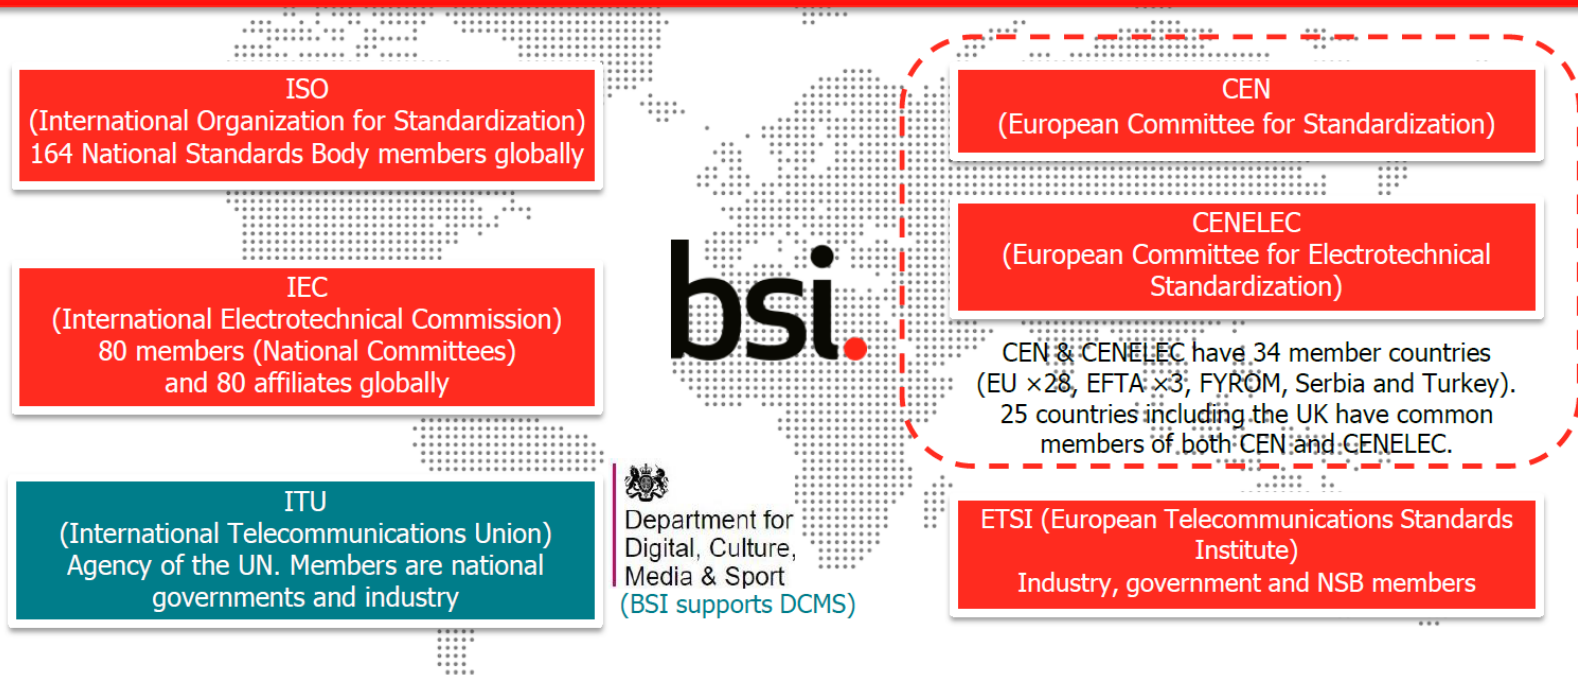 ISO
(International Organization for Standardization)
164 National Standards Body members globally
IEC
(International Electrotechnical Commission)
80 members (National Committees)
and 80 affiliates globally
ITU
(International Telecommunications Union)
Agency of the UN. Members are national
governments and industry
bsi.
Department for
Digital, Culture,
Media & Sport
(BSI supports DCMS)
CEN
(European Committee for Standardization)
CENELEC
(European Committee for Electrotechnical
Standardization)
CEN & CENELEC have 34 member countries
(EU ×28, EFTA ×3, FYROM, Serbia and Turkey).
25 countries including the UK have common
members of both CEN and CENELEC.
ETSI (European Telecommunications Standards
Institute)
Industry, government and NSB members